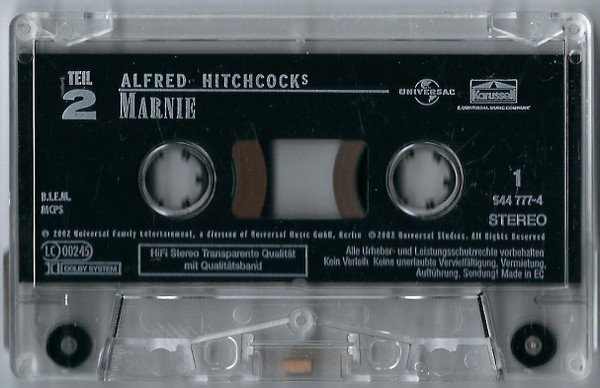 TEIL
2
ALFRED HITCHCOCKS
MARNIE
UNIVERSAL
Karussell
A UNIVERSAL MUSIC COMPANY
1
544 777-4
STEREO
B.I.E.M.
MCPS
℗ 2002 Universal Family Entertainment, a division of Universal Music GmbH, Berlin © 2002 Universal Studios. All Rights Reserved
LC 00245
DOLBY SYSTEM
HiFi Stereo Transparente Qualität
mit Qualitätsband
Alle Urheber- und Leistungsschutzrechte vorbehalten
Kein Verleih Keine unerlaubte Vervielfältigung, Vermietung,
Aufführung, Sendung! Made in EC